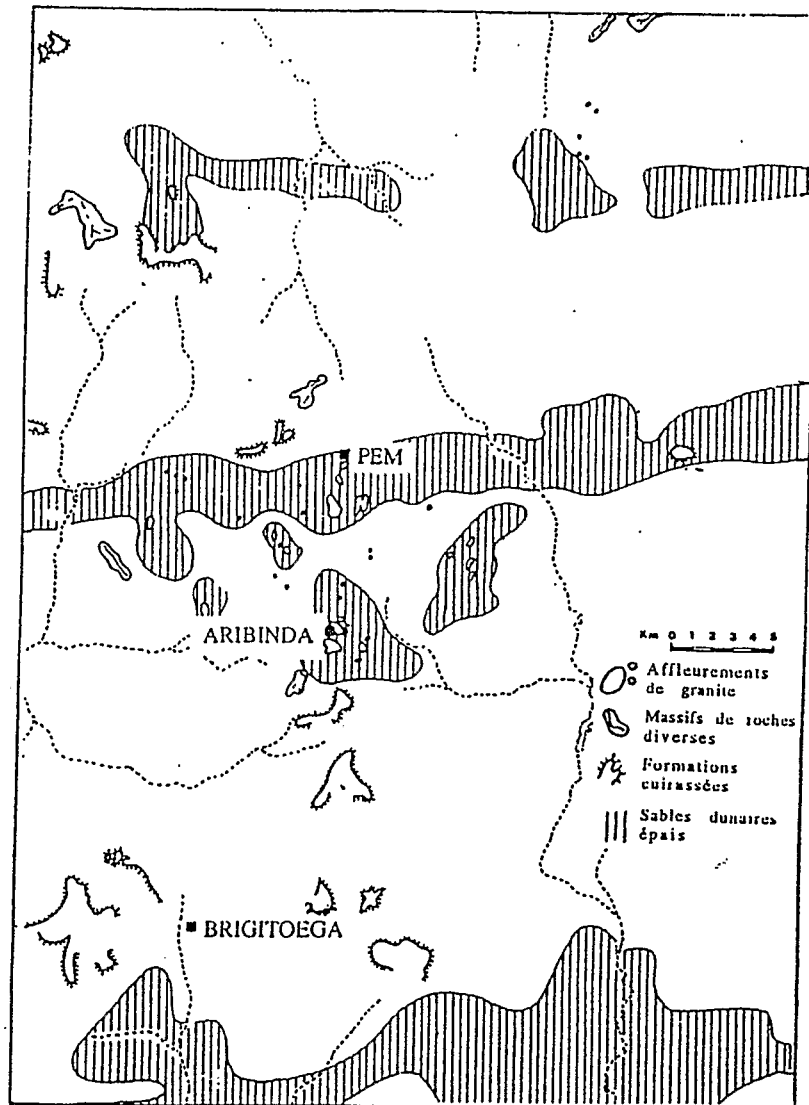 PEM
ARIBINDA
Km 0 1 2 3 4 5
Affleurements
de granite
Massifs de roches
diverses
Formations
cuirassées
Sables dunaires
épais
BRIGITOEGA